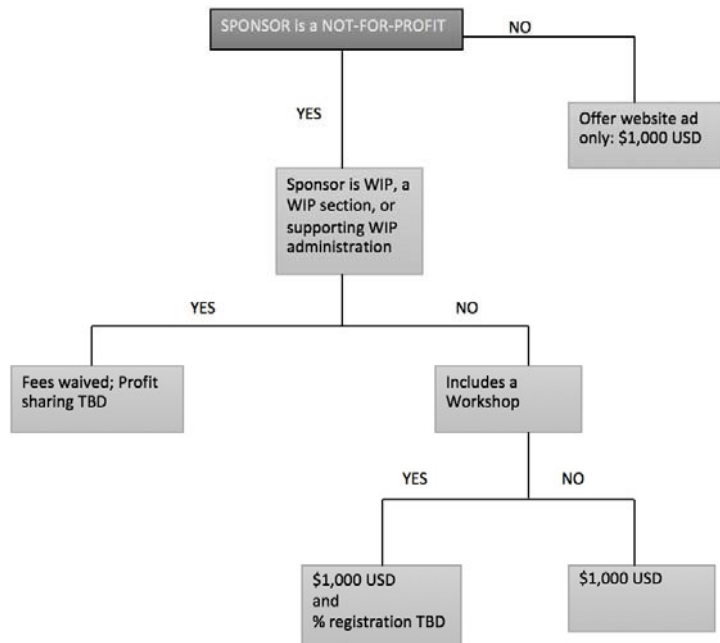 SPONSOR is a NOT-FOR-PROFIT
NO
YES
Offer website ad
only: $1,000 USD
Sponsor is WIP, a
WIP section, or
supporting WIP
administration
YES
NO
Fees waived; Profit
sharing TBD
Includes a
Workshop
YES
NO
$1,000 USD
and
% registration TBD
$1,000 USD